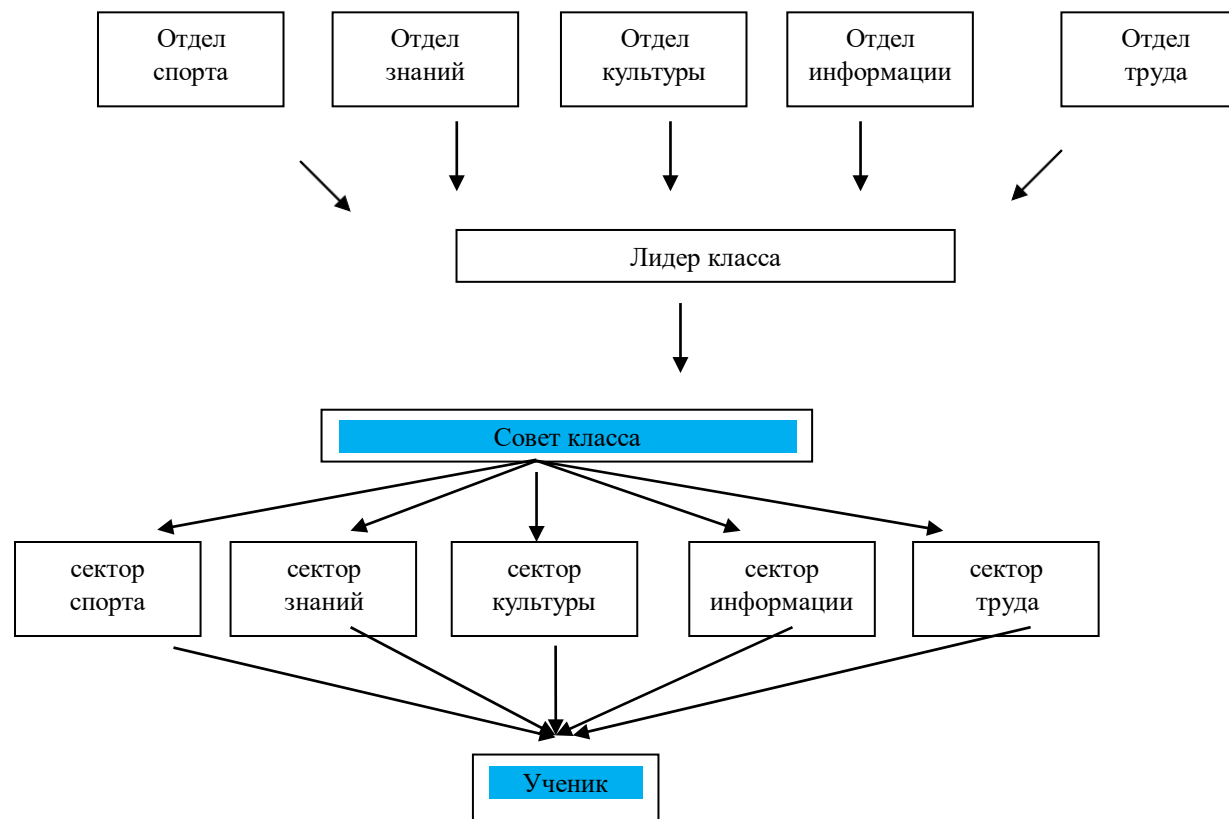 Отдел
спорта
Отдел
знаний
Отдел
культуры
Отдел
информации
Отдел
труда
Лидер класса
Совет класса
сектор
спорта
сектор
знаний
сектор
культуры
сектор
информации
сектор
труда
Ученик